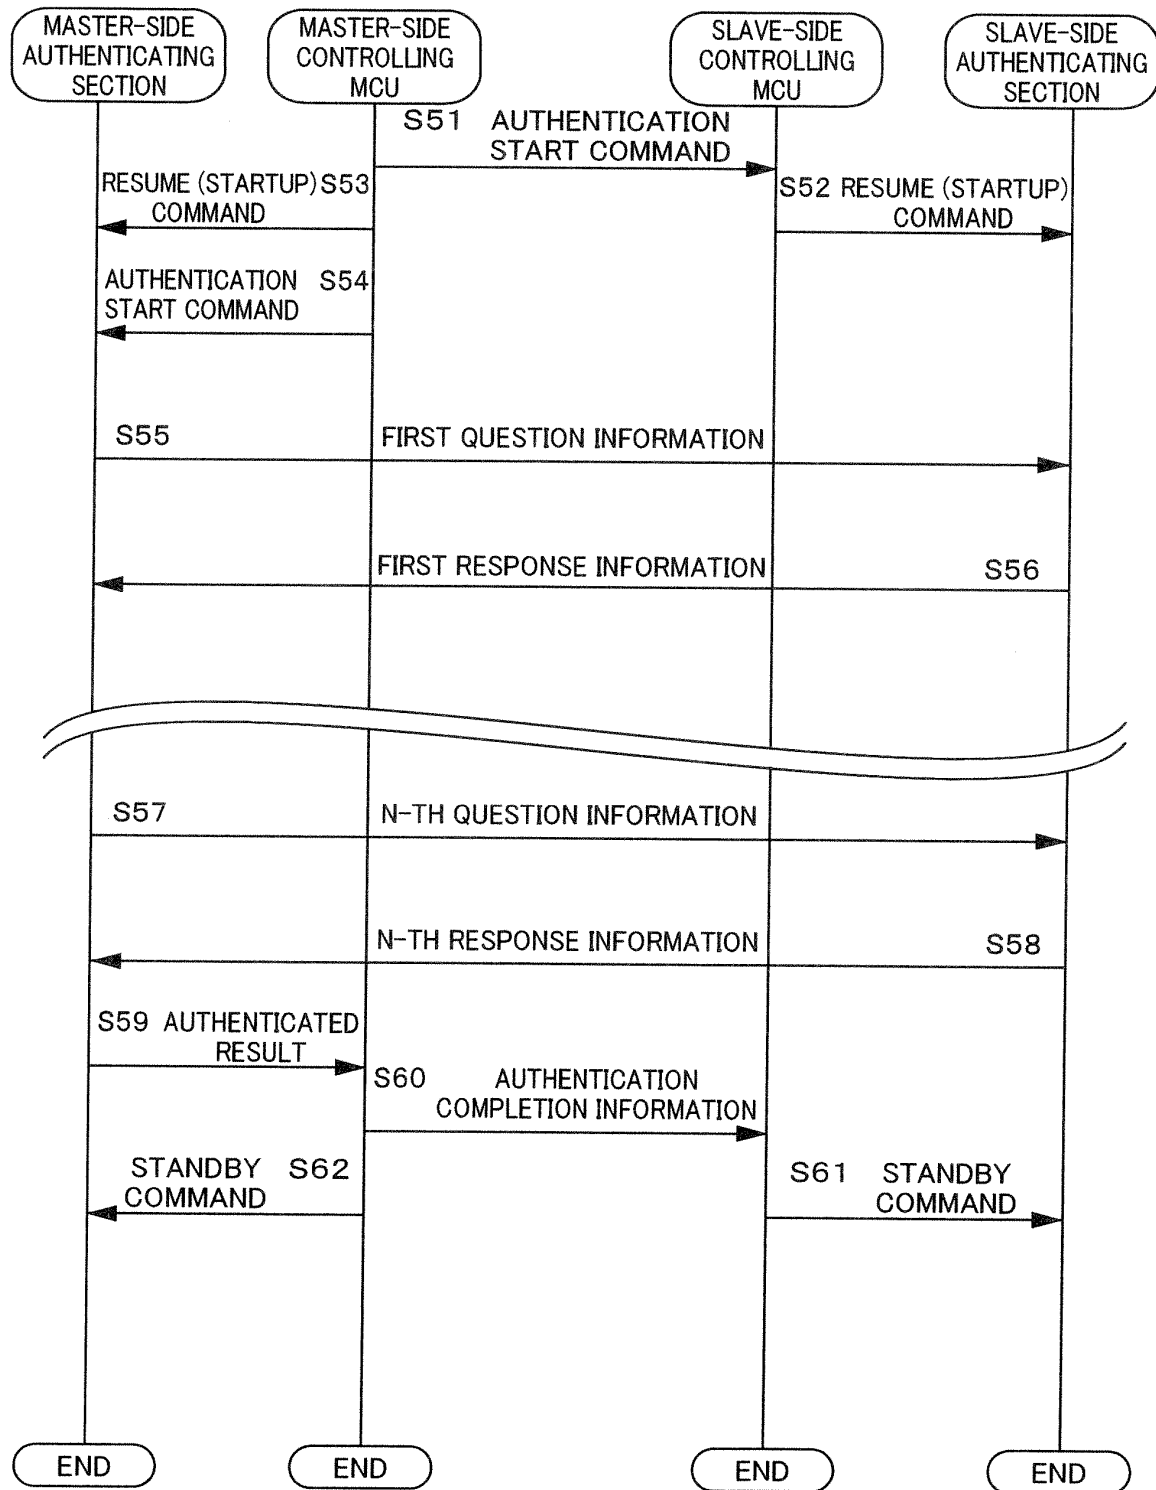 MASTER-SIDE
AUTHENTICATING
SECTION
MASTER-SIDE
CONTROLLING
MCU
SLAVE-SIDE
CONTROLLING
MCU
SLAVE-SIDE
AUTHENTICATING
SECTION
S51 AUTHENTICATION
START COMMAND
RESUME (STARTUP) S53
COMMAND
S52 RESUME (STARTUP)
COMMAND
AUTHENTICATION S54
START COMMAND
S55 FIRST QUESTION INFORMATION
FIRST RESPONSE INFORMATION S56
S57 N-TH QUESTION INFORMATION
N-TH RESPONSE INFORMATION S58
S59 AUTHENTICATED
RESULT
S60 AUTHENTICATION
COMPLETION INFORMATION
STANDBY S62
COMMAND
S61 STANDBY
COMMAND
END
END
END
END